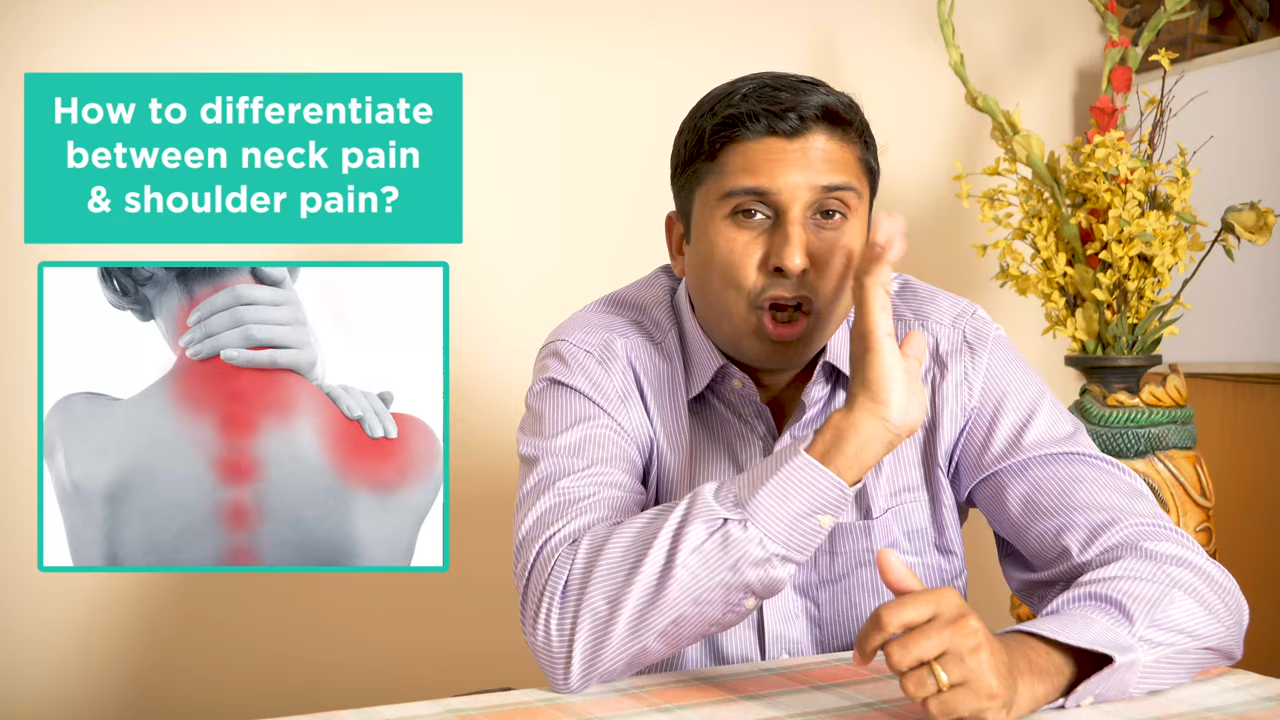 How to differentiate
between neck pain
& shoulder pain?